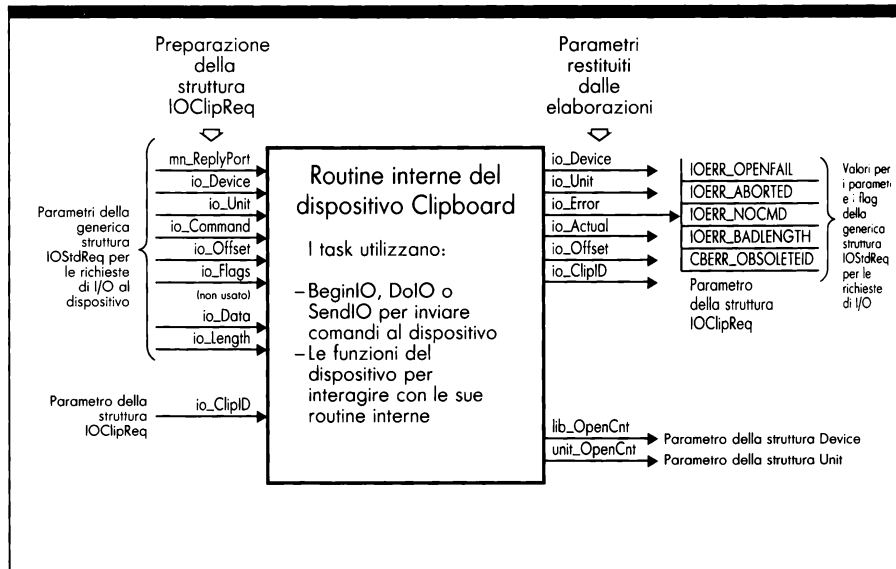 Preparazione
della
struttura
IOClipReq
Parametri
restituiti
dalle
elaborazioni
Parametri della
generica
struttura
IOStdReq per
le richieste
di I/O al
dispositivo
mn_ReplyPort
io_Device
io_Unit
io_Command
io_Offset
io_Flags
(non usato)
io_Data
io_Length
Parametro della
struttura
IOClipReq
io_ClipID
Routine interne del
dispositivo Clipboard
I task utilizzano:
–BeginIO, DoIO o
SendIO per inviare
comandi al dispositivo
–Le funzioni del
dispositivo per
interagire con le sue
routine interne
io_Device
io_Unit
io_Error
io_Actual
io_Offset
io_ClipID
IOERR_OPENFAIL
IOERR_ABORTED
IOERR_NOCMD
IOERR_BADLENGTH
CBERR_OBSOLETEID
Parametro
della struttura
IOClipReq
Valori per
i paramet
e i flag
della
generica
struttura
IOStdReq
per le
richieste
di I/O
lib_OpenCnt
Parametro della struttura Device
unit_OpenCnt
Parametro della struttura Unit